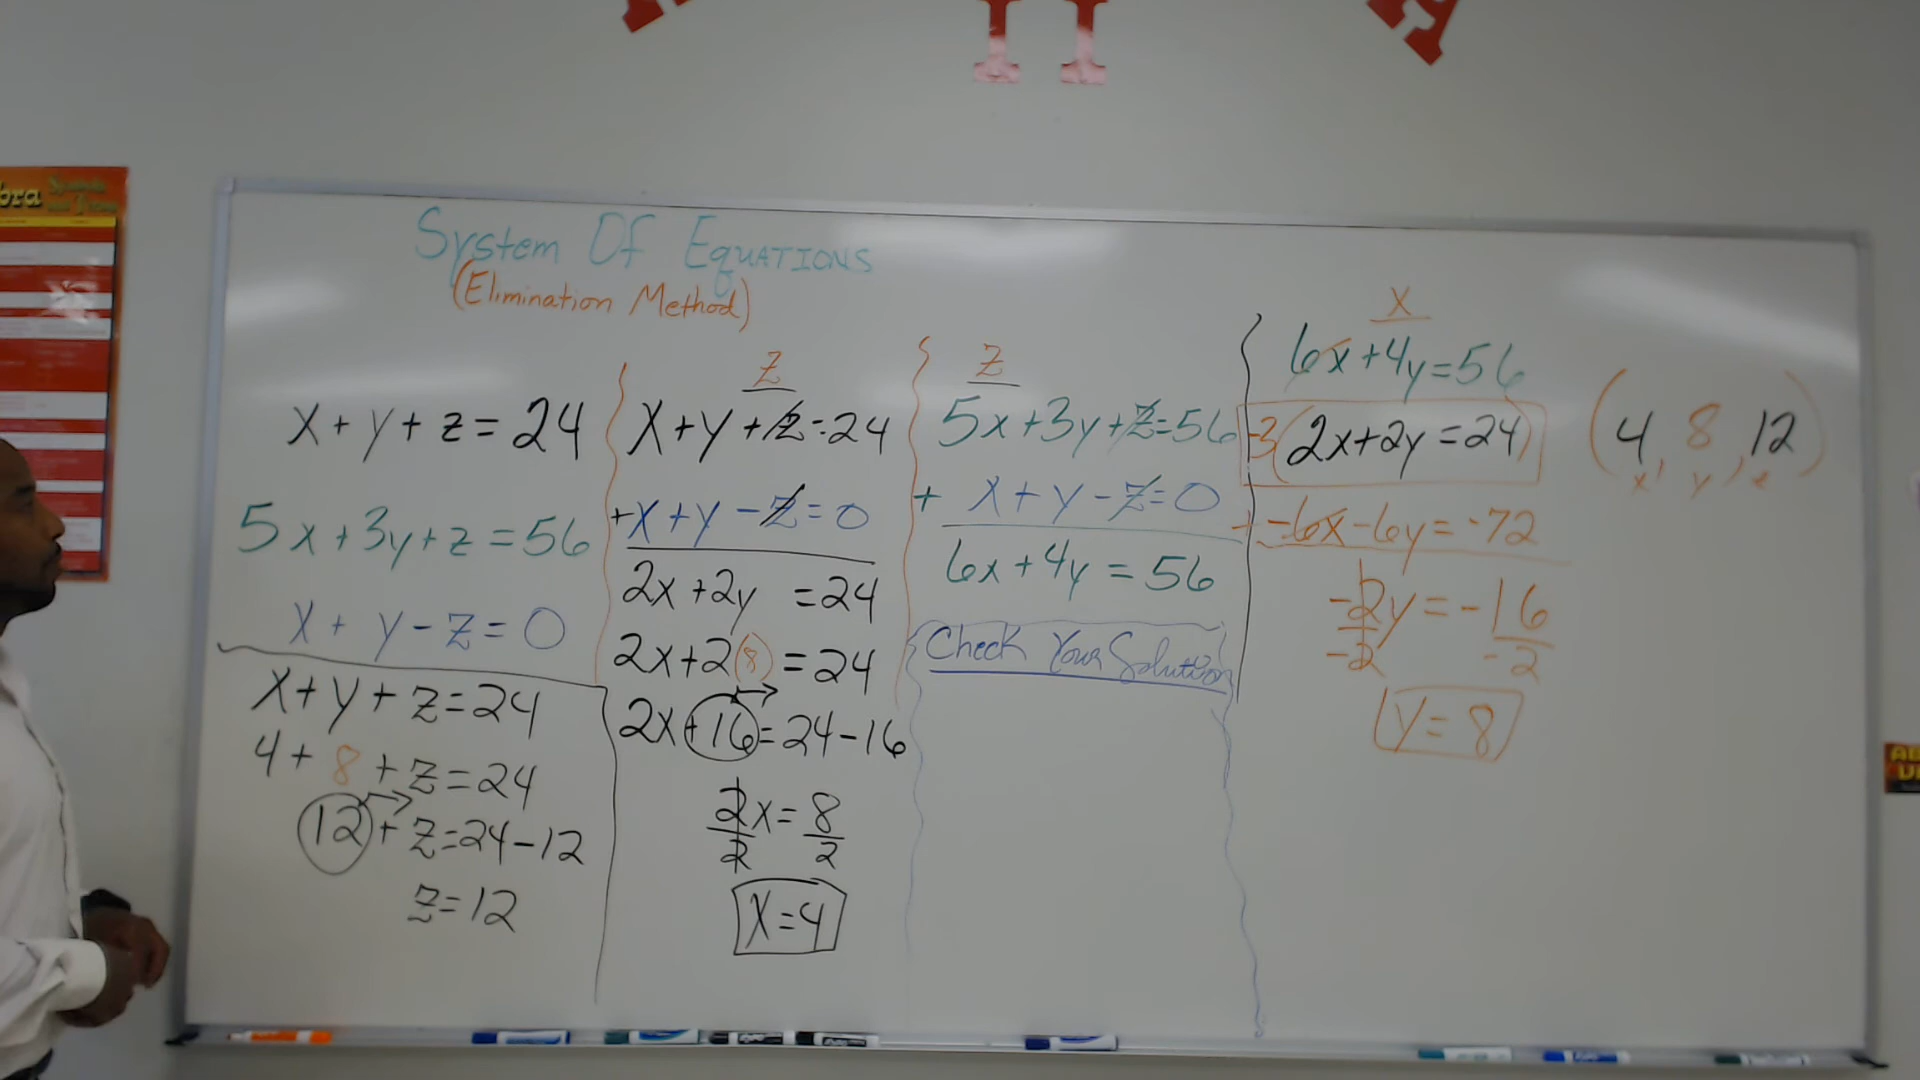 System Of Equations
(Elimination Method)
x + y + z = 24
5x + 3y + z = 56
x + y - z = 0
x + y + z = 24
4 + 8 + z = 24
12 + z = 24 - 12
z = 12
z
x + y + z = 24
+ x + y - z = 0
2x + 2y = 24
2x + 2(8) = 24
2x + 16 = 24 - 16
2x = 8
2 2
x = 4
z
5x + 3y + z = 56
+ x + y - z = 0
6x + 4y = 56
Check Your Solution
x
6x + 4y = 56
-3(2x + 2y = 24)
+ -6x - 6y = -72
-2y = -16
-2 -2
y = 8
(4, 8, 12)
x y z
bra